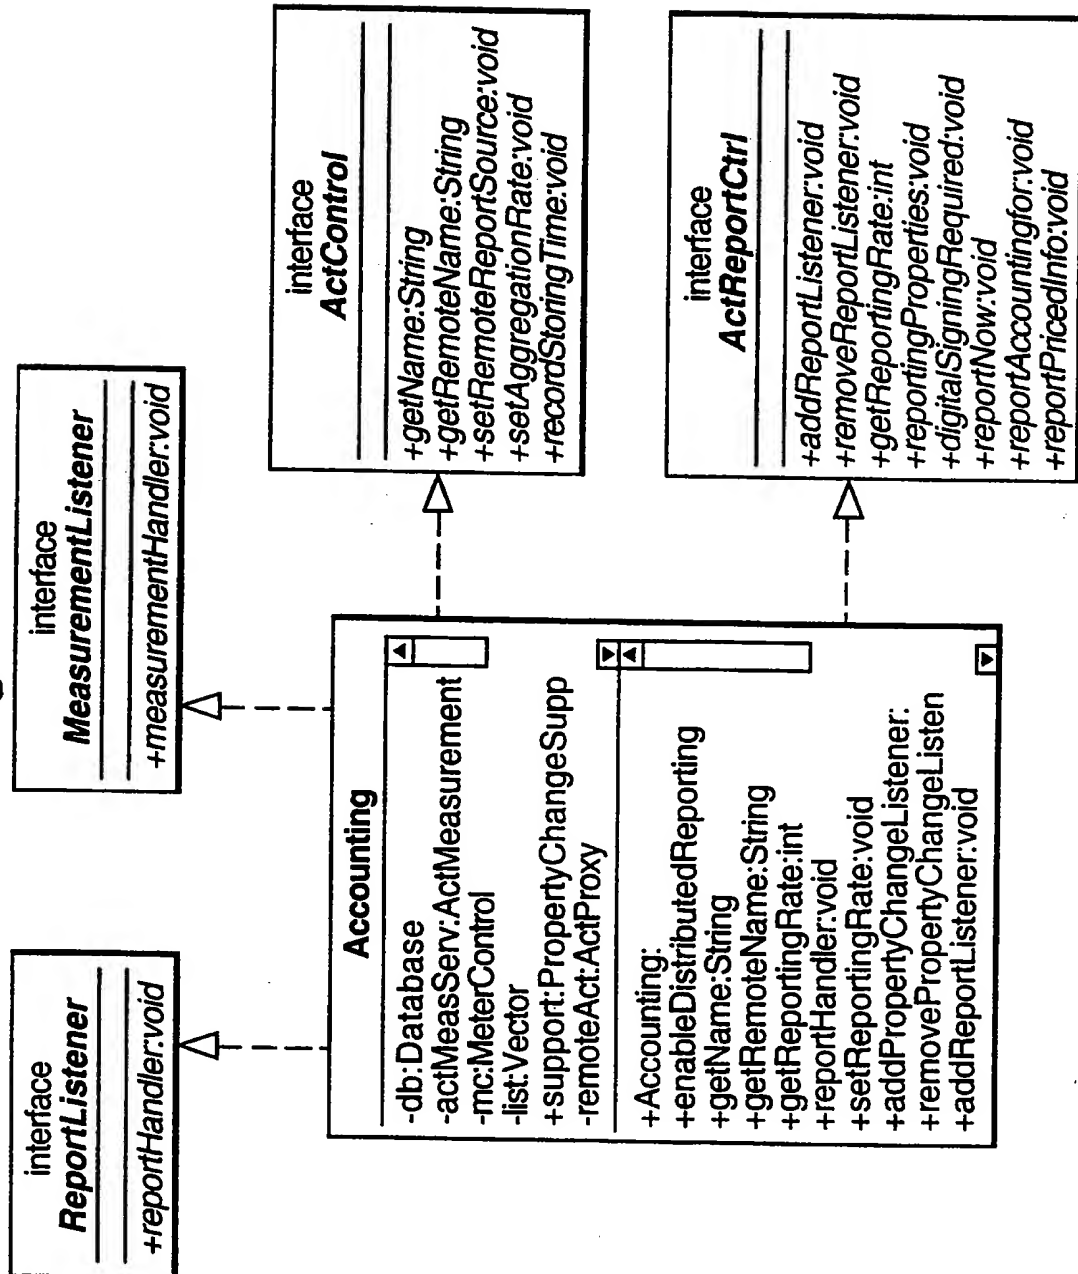 interface
ReportListener
+reportHandler:void
interface
MeasurementListener
+measurementHandler:void
Accounting
-db:Database
-actMeasServ:ActMeasurement
-mc:MeterControl
-list:Vector
+support:PropertyChangeSupp
-remoteAct:ActProxy
+Accounting:
+enableDistributedReporting
+getName:String
+getRemoteName:String
+getReportingRate:int
+reportHandler:void
+setReportingRate:void
+addPropertyChangeListener:
+removePropertyChangeListen
+addReportListener:void
interface
ActControl
+getName:String
+getRemoteName:String
+setRemoteReportSource:void
+setAggregationRate:void
+recordStoringTime:void
interface
ActReportCtrl
+addReportListener:void
+removeReportListener:void
+getReportingRate:int
+reportingProperties:void
+digitalSigningRequired:void
+reportNow:void
+reportAccountingfor:void
+reportPricedInfo:void